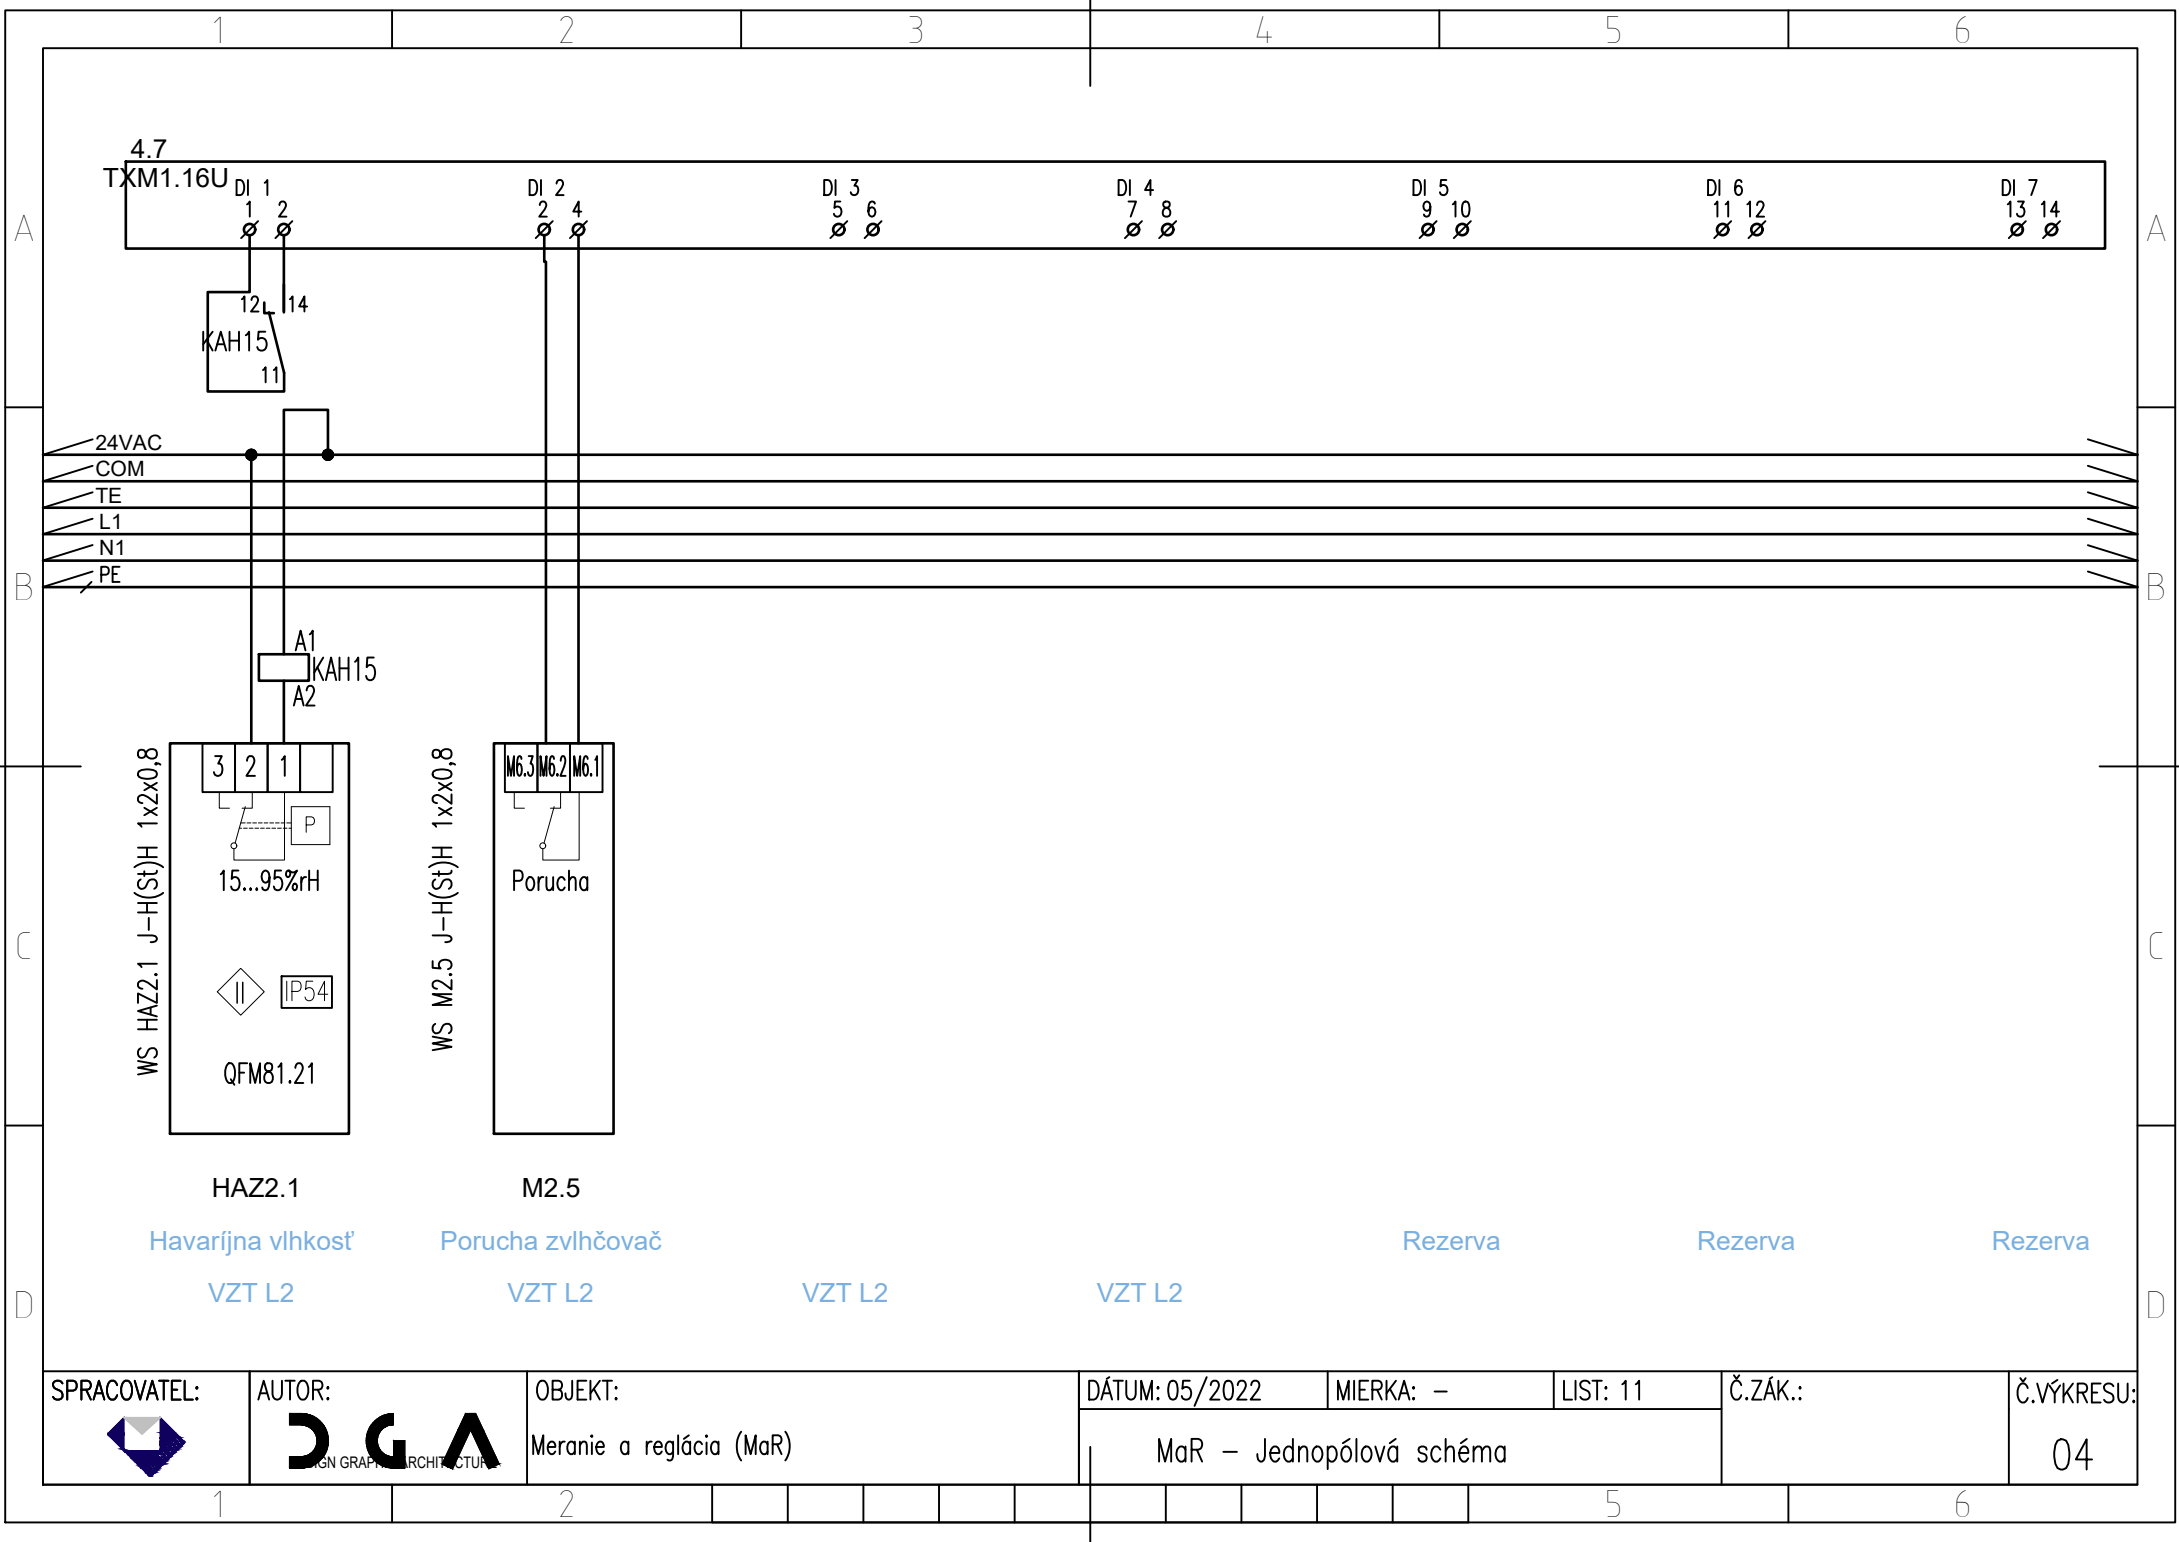 1 2 3 4 5 6
4.7
TXM1.16U
DI 1 DI 2 DI 3 DI 4 DI 5 DI 6 DI 7
1 2 2 4 5 6 7 8 9 10 11 12 13 14
A A
12 14
KAH15
11
24VAC
COM
TE
L1
N1
PE
B B
A1
KAH15
A2
WS HAZ2.1 J-H(St)H 1x2x0,8
3 2 1
P
15...95%rH
II IP54
QFM81.21
WS M2.5 J-H(St)H 1x2x0,8
M6.3 M6.2 M6.1
Porucha
C C
HAZ2.1 M2.5
Havaríjna vlhkosť Porucha zvlhčovač Rezerva Rezerva Rezerva
VZT L2 VZT L2 VZT L2 VZT L2
D D
SPRACOVATEL: AUTOR: OBJEKT: DÁTUM: 05/2022 MIERKA: – LIST: 11 Č.ZÁK.: Č.VÝKRESU:
DGA
Meranie a reglácia (MaR)
MaR – Jednopólová schéma
04
1 2 5 6